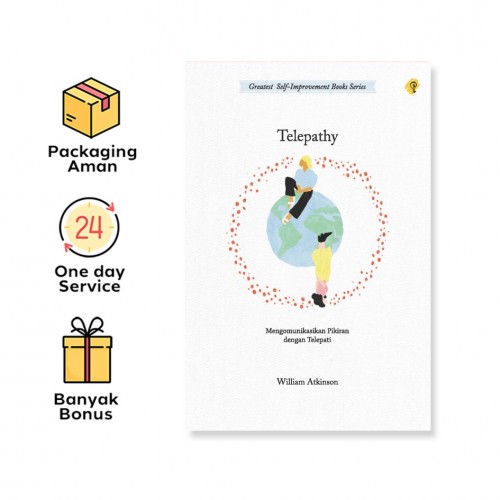 Packaging
Aman
24
One day
Service
Banyak
Bonus
Greatest Self-Improvement Books Series
Telepathy
Mengomunikasikan Pikiran
dengan Telepati
William Atkinson